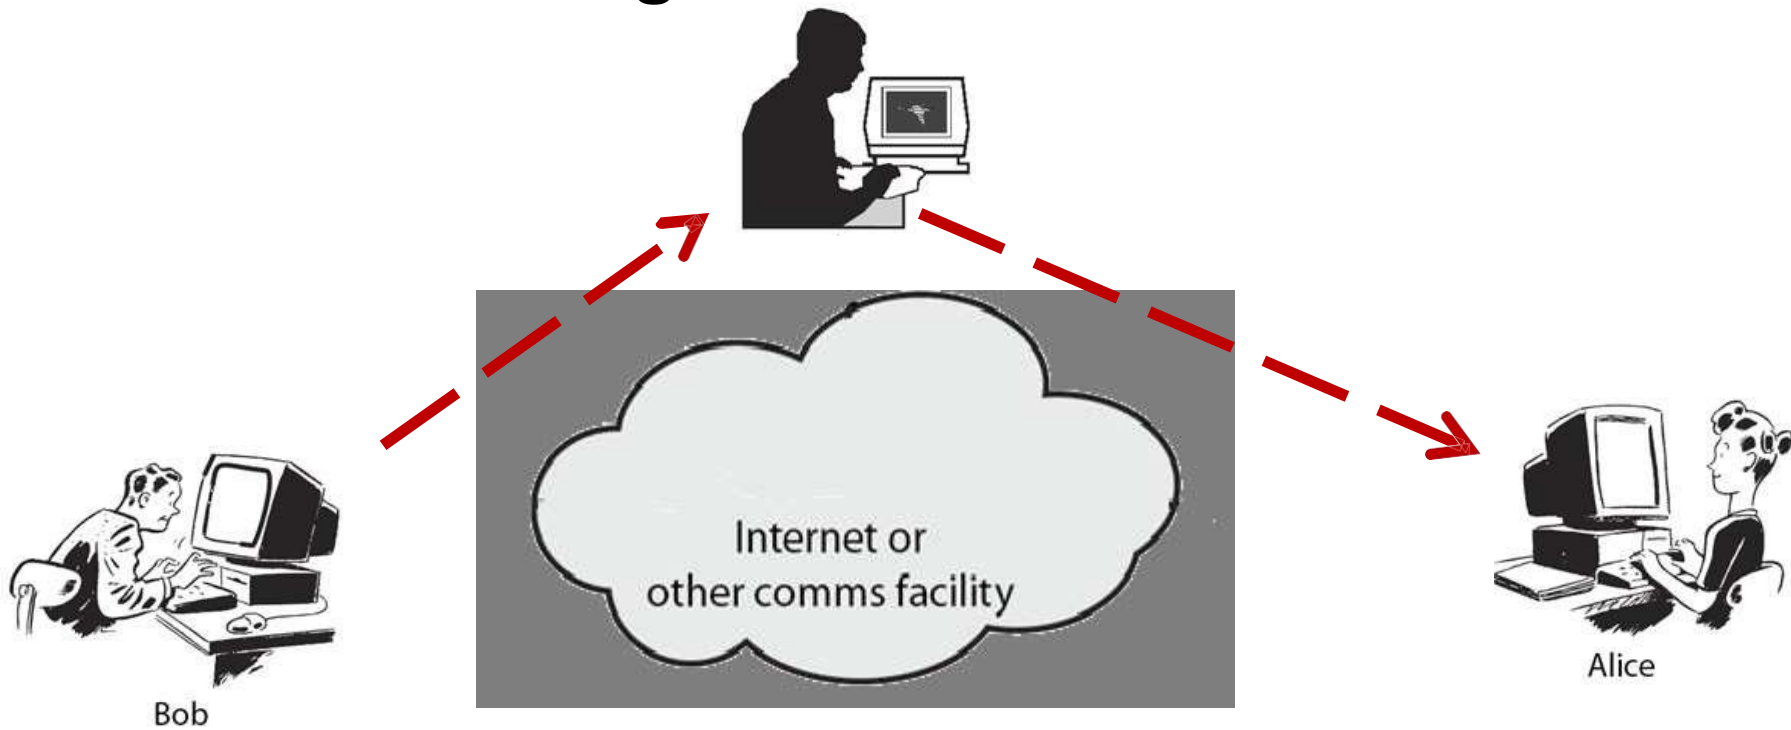 Internet or
other comms facility
Alice
Bob